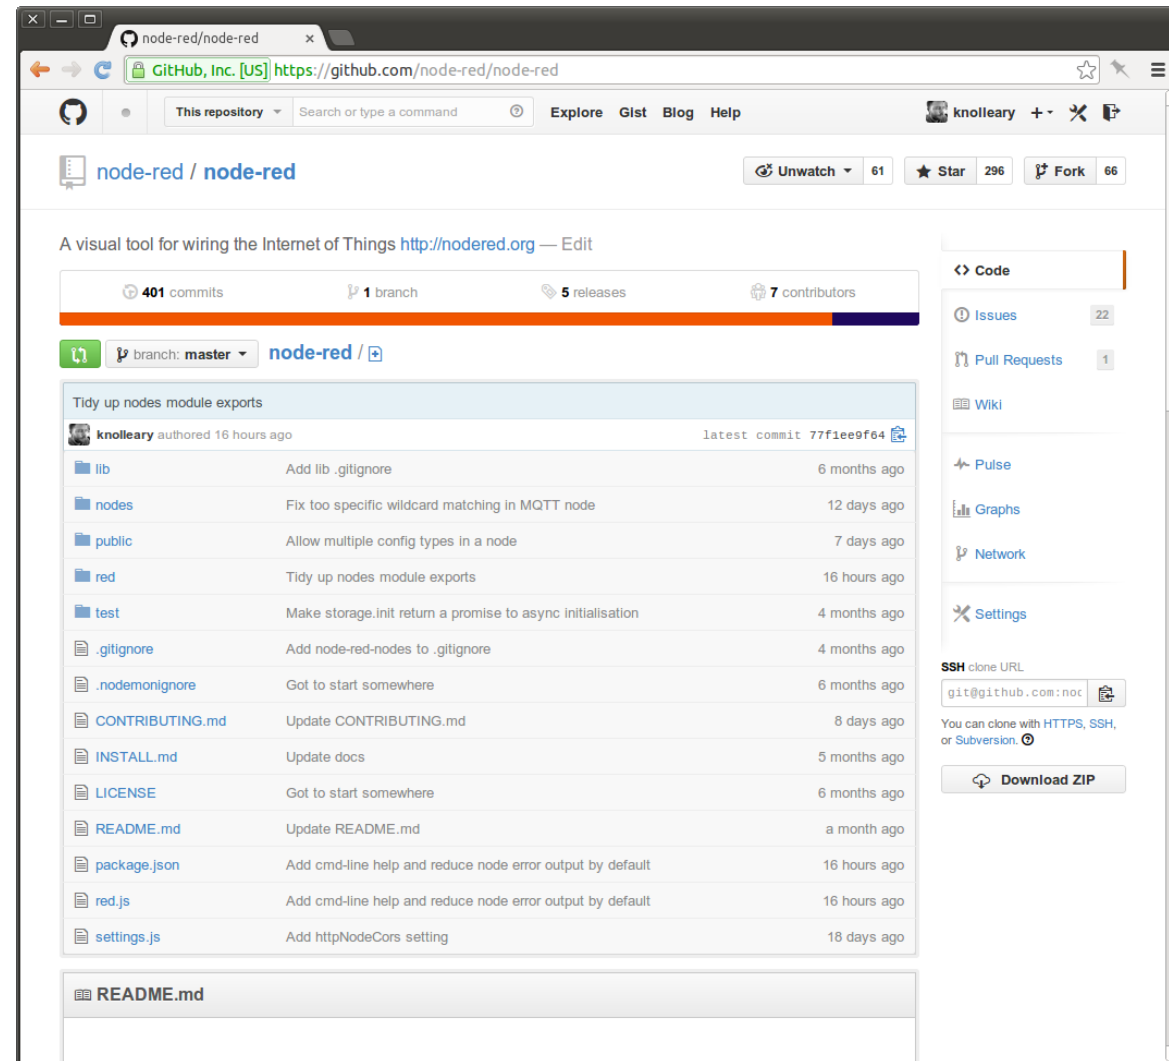 node-red/node-red
GitHub, Inc. [US] https://github.com/node-red/node-red
This repository Search or type a command Explore Gist Blog Help knolleary
node-red / node-red Unwatch 61 Star 296 Fork 66
A visual tool for wiring the Internet of Things http://nodered.org — Edit
401 commits 1 branch 5 releases 7 contributors
branch: master node-red /
Tidy up nodes module exports
knolleary authored 16 hours ago latest commit 77f1ee9f64
lib Add lib .gitignore 6 months ago
nodes Fix too specific wildcard matching in MQTT node 12 days ago
public Allow multiple config types in a node 7 days ago
red Tidy up nodes module exports 16 hours ago
test Make storage.init return a promise to async initialisation 4 months ago
.gitignore Add node-red-nodes to .gitignore 4 months ago
.nodemonignore Got to start somewhere 6 months ago
CONTRIBUTING.md Update CONTRIBUTING.md 8 days ago
INSTALL.md Update docs 5 months ago
LICENSE Got to start somewhere 6 months ago
README.md Update README.md a month ago
package.json Add cmd-line help and reduce node error output by default 16 hours ago
red.js Add cmd-line help and reduce node error output by default 16 hours ago
settings.js Add httpNodeCors setting 18 days ago
README.md
Code
Issues 22
Pull Requests 1
Wiki
Pulse
Graphs
Network
Settings
SSH clone URL
git@github.com:noc
You can clone with HTTPS, SSH,
or Subversion.
Download ZIP